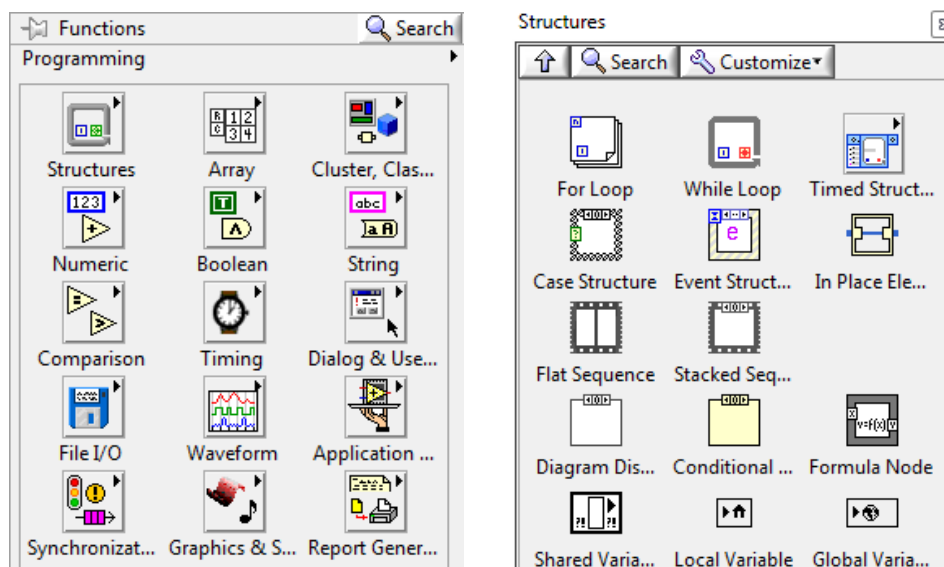 Functions
Search
Programming
Structures
Array
Cluster, Clas...
Numeric
Boolean
String
Comparison
Timing
Dialog & Use...
File I/O
Waveform
Application ...
Synchronizat...
Graphics & S...
Report Gener...
Structures
Search
Customize
For Loop
While Loop
Timed Struct...
Case Structure
Event Struct...
In Place Ele...
Flat Sequence
Stacked Seq...
Diagram Dis...
Conditional ...
Formula Node
Shared Varia...
Local Variable
Global Varia...